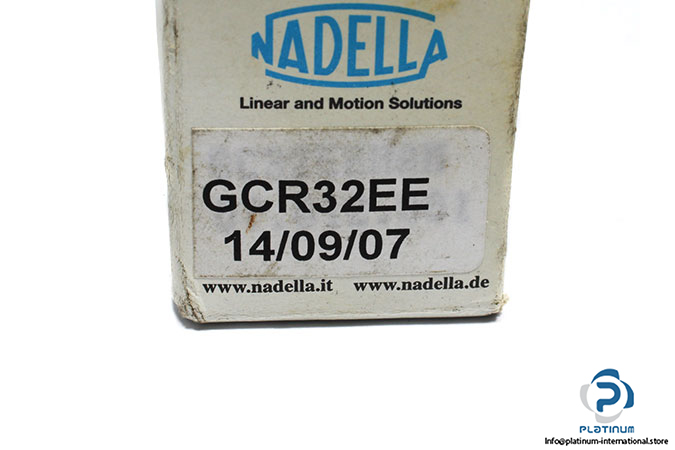 NADELLA
Linear and Motion Solutions
GCR32EE
14/09/07
www.nadella.it www.nadella.de
P
PLATINUM
Info@platinum-international.store